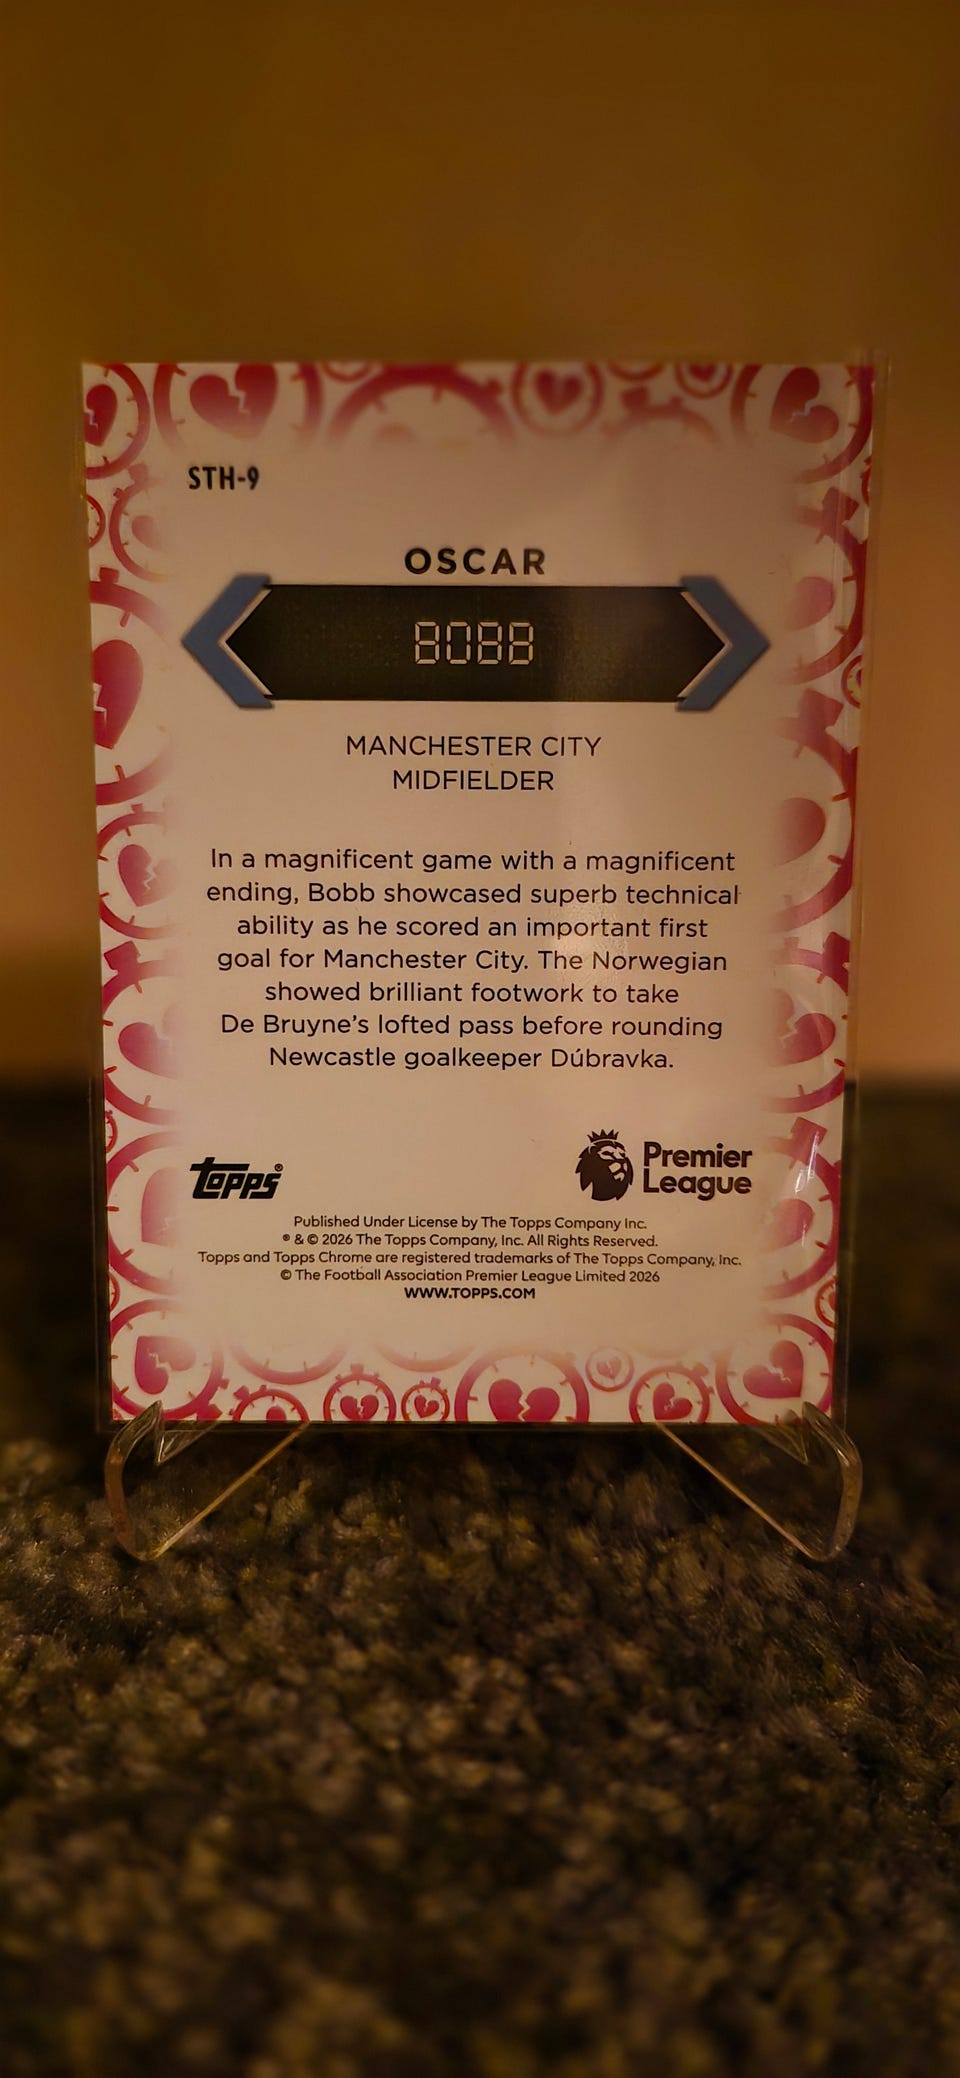 STH-9
OSCAR
BOBB
MANCHESTER CITY
MIDFIELDER
In a magnificent game with a magnificent
ending, Bobb showcased superb technical
ability as he scored an important first
goal for Manchester City. The Norwegian
showed brilliant footwork to take
De Bruyne’s lofted pass before rounding
Newcastle goalkeeper Dúbravka.
Topps®
Premier
League
Published Under License by The Topps Company Inc.
® & © 2026 The Topps Company, Inc. All Rights Reserved.
Topps and Topps Chrome are registered trademarks of The Topps Company, Inc.
© The Football Association Premier League Limited 2026
WWW.TOPPS.COM